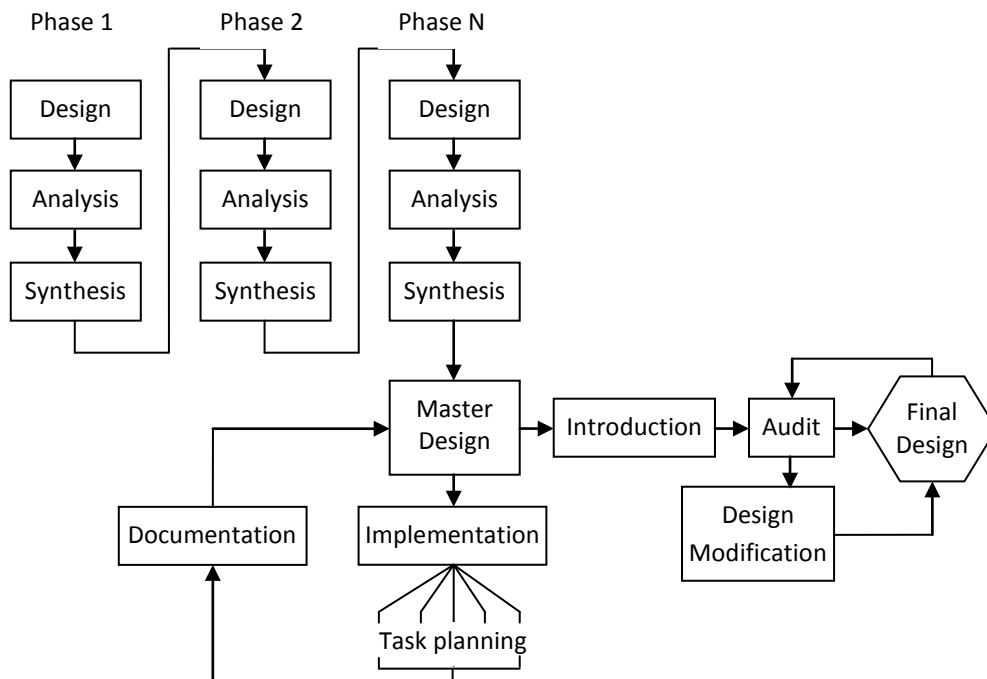 Phase 1
Phase 2
Phase N
Design
Design
Design
Analysis
Analysis
Analysis
Synthesis
Synthesis
Synthesis
Master
Design
Introduction
Audit
Final
Design
Documentation
Implementation
Design
Modification
Task planning